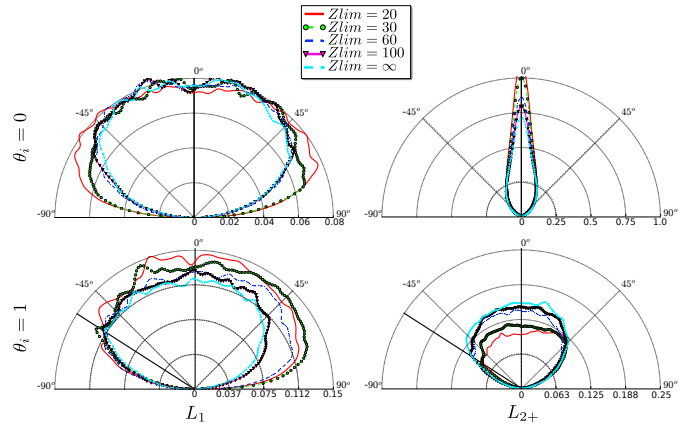 Zlim = 20
Zlim = 30
Zlim = 60
Zlim = 100
Zlim = ∞
θi = 0
0°
-45°
45°
-90°
90°
0 0.02 0.04 0.06 0.08
0°
-45°
45°
-90°
90°
0 0.25 0.5 0.75 1.0
θi = 1
0°
-45°
45°
-90°
90°
0 0.037 0.075 0.112 0.15
L1
0°
-45°
45°
-90°
90°
0 0.063 0.125 0.188 0.25
L2+